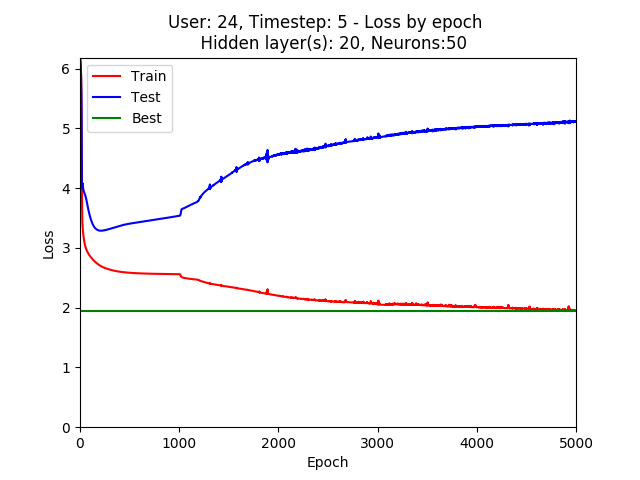 User: 24, Timestep: 5 - Loss by epoch
Hidden layer(s): 20, Neurons:50
Train
Test
Best
Loss
6
5
4
3
2
1
0
0 1000 2000 3000 4000 5000
Epoch